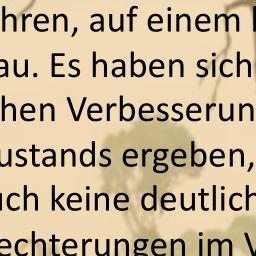 hren, auf einem
au. Es haben sich
hen Verbesserun
ustands ergeben,
uch keine deutlich
echterungen im V